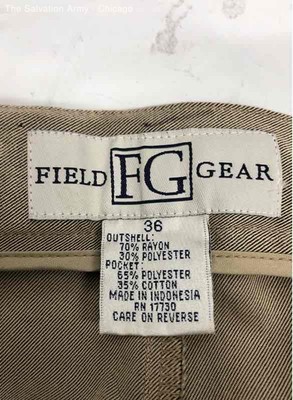 The Salvation Army - Chicago
FIELD FG GEAR
36
OUTSHELL:
70% RAYON
30% POLYESTER
POCKET:
65% POLYESTER
35% COTTON
MADE IN INDONESIA
RN 17730
CARE ON REVERSE